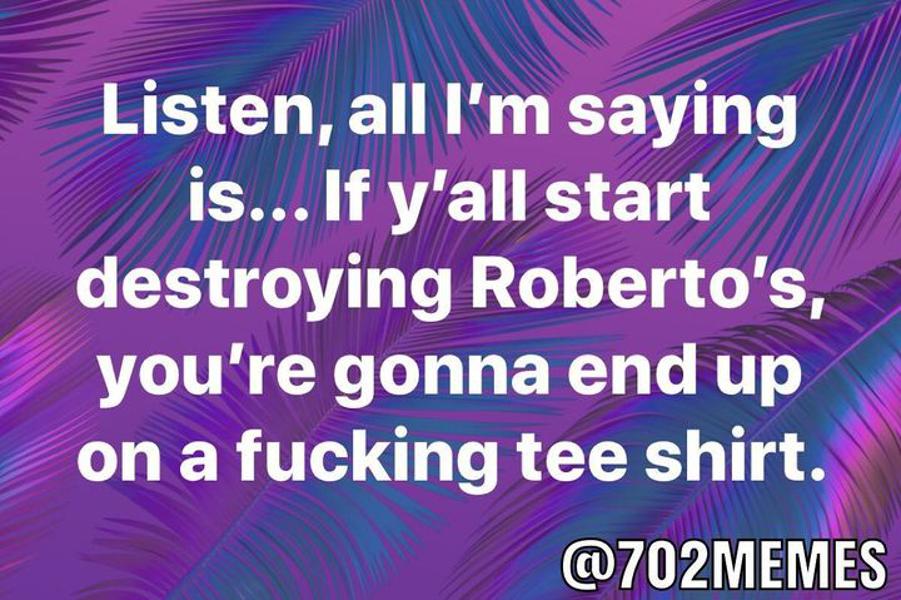 Listen, all I’m saying
is... If y’all start
destroying Roberto’s,
you’re gonna end up
on a fucking tee shirt.
@702MEMES